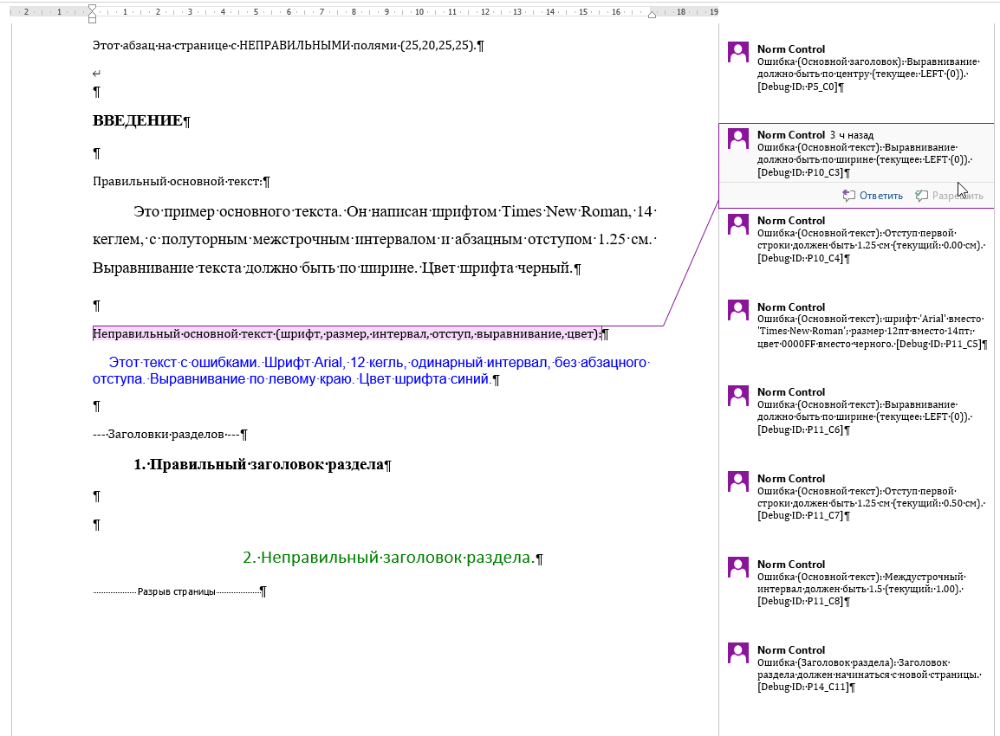 2 1 1 2 3 4 5 6 7 8 9 10 11 12 13 14 15 16 18 19
Этот абзац на странице с НЕПРАВИЛЬНЫМИ полями (25,20,25,25).¶
↵
¶
ВВЕДЕНИЕ¶
¶
Правильный основной текст:¶
Это пример основного текста. Он написан шрифтом Times New Roman, 14
кеглем, с полуторным межстрочным интервалом и абзацным отступом 1.25 см.
Выравнивание текста должно быть по ширине. Цвет шрифта черный.¶
¶
Неправильный основной текст (шрифт, размер, интервал, отступ, выравнивание, цвет):¶
Этот текст с ошибками. Шрифт Arial, 12 кегль, одинарный интервал, без абзацного
отступа. Выравнивание по левому краю. Цвет шрифта синий.¶
¶
--- Заголовки разделов ---¶
1. Правильный заголовок раздела¶
¶
¶
2. Неправильный заголовок раздела.¶
Разрыв страницы¶
Norm Control
Ошибка (Основной заголовок): Выравнивание
должно быть по центру (текущее: LEFT (0)).
[Debug ID: P5_C0]¶
Norm Control 3 ч назад
Ошибка (Основной текст): Выравнивание
должно быть по ширине (текущее: LEFT (0)).
[Debug ID: P10_C3]¶
Ответить Разрешить
Norm Control
Ошибка (Основной текст): Отступ первой
строки должен быть 1.25 см (текущий: 0.00 см).
[Debug ID: P10_C4]¶
Norm Control
Ошибка (Основной текст): шрифт 'Arial' вместо
'Times New Roman'; размер 12пт вместо 14пт;
цвет 0000FF вместо черного. [Debug ID: P11_C5]¶
Norm Control
Ошибка (Основной текст): Выравнивание
должно быть по ширине (текущее: LEFT (0)).
[Debug ID: P11_C6]¶
Norm Control
Ошибка (Основной текст): Отступ первой
строки должен быть 1.25 см (текущий: 0.50 см).
[Debug ID: P11_C7]¶
Norm Control
Ошибка (Основной текст): Междустрочный
интервал должен быть 1.5 (текущий: 1.00).
[Debug ID: P11_C8]¶
Norm Control
Ошибка (Заголовок раздела): Заголовок
раздела должен начинаться с новой страницы.
[Debug ID: P14_C11]¶